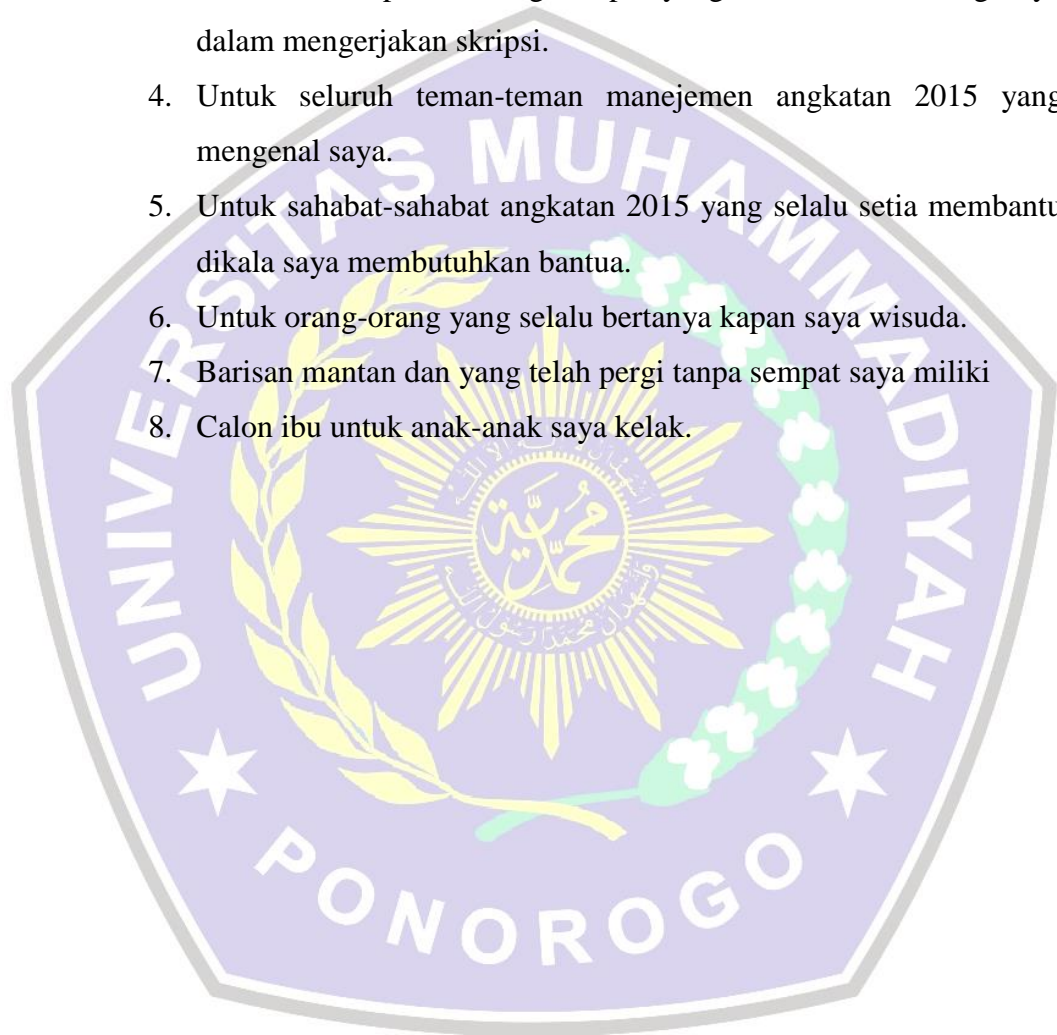 dalam mengerjakan skripsi.
4. Untuk seluruh teman-teman manejemen angkatan 2015 yang
mengenal saya.
5. Untuk sahabat-sahabat angkatan 2015 yang selalu setia membantu
dikala saya membutuhkan bantua.
6. Untuk orang-orang yang selalu bertanya kapan saya wisuda.
7. Barisan mantan dan yang telah pergi tanpa sempat saya miliki
8. Calon ibu untuk anak-anak saya kelak.
UNIVERSITAS MUHAMMADIYAH
محمدية
PONOROGO